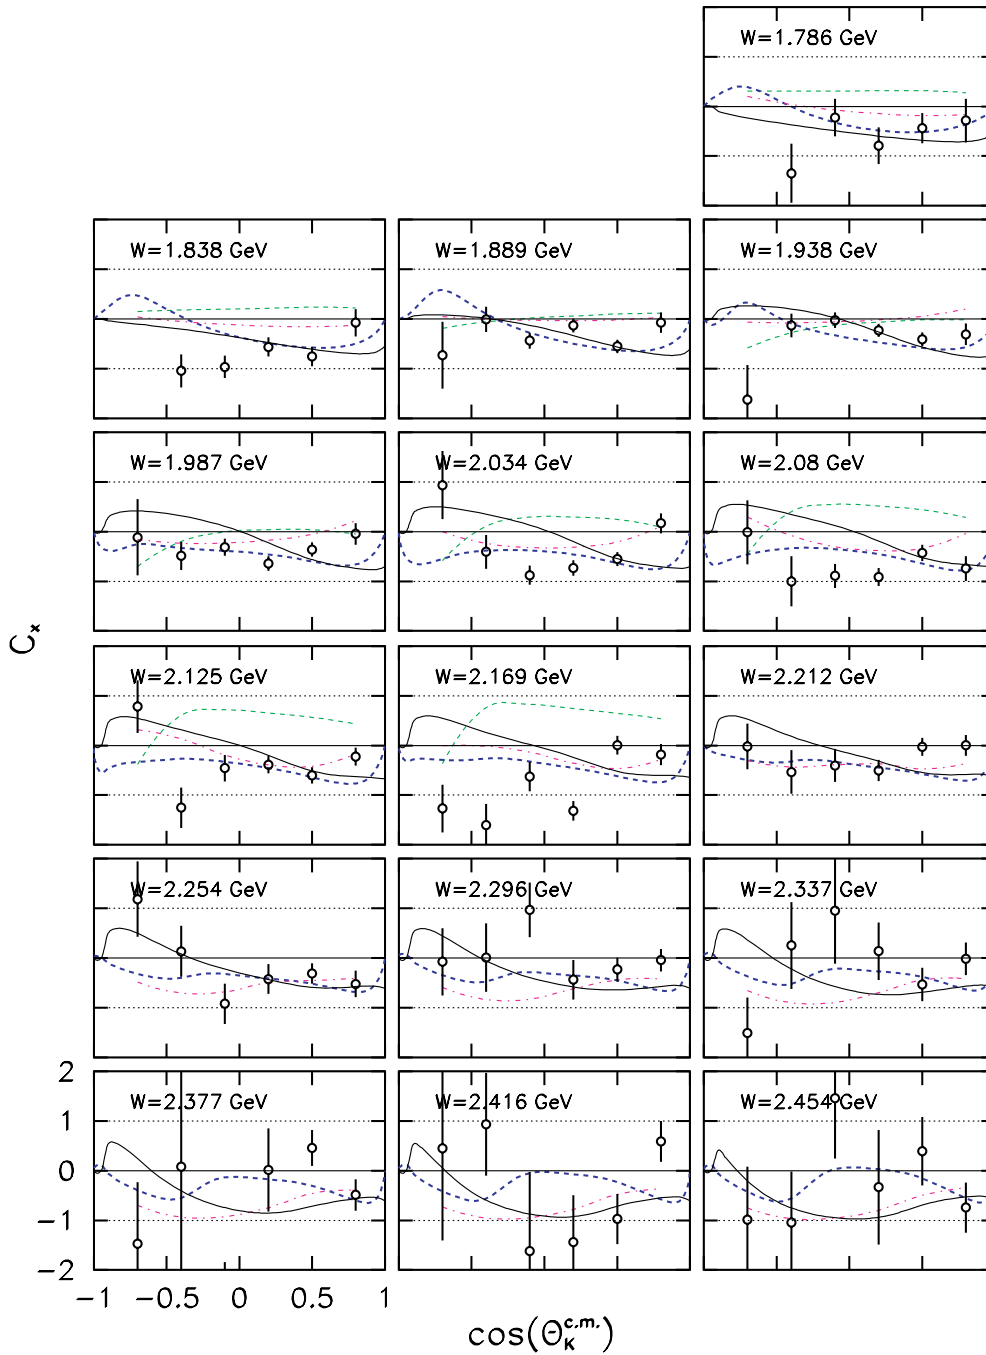 W=1.786 GeV
W=1.838 GeV
W=1.889 GeV
W=1.938 GeV
W=1.987 GeV
W=2.034 GeV
W=2.08 GeV
C_x
W=2.125 GeV
W=2.169 GeV
W=2.212 GeV
W=2.254 GeV
W=2.296 GeV
W=2.337 GeV
2
W=2.377 GeV
W=2.416 GeV
W=2.454 GeV
1
0
−1
−2
−1 −0.5 0 0.5 1
cos(Θ_K^{c.m.})